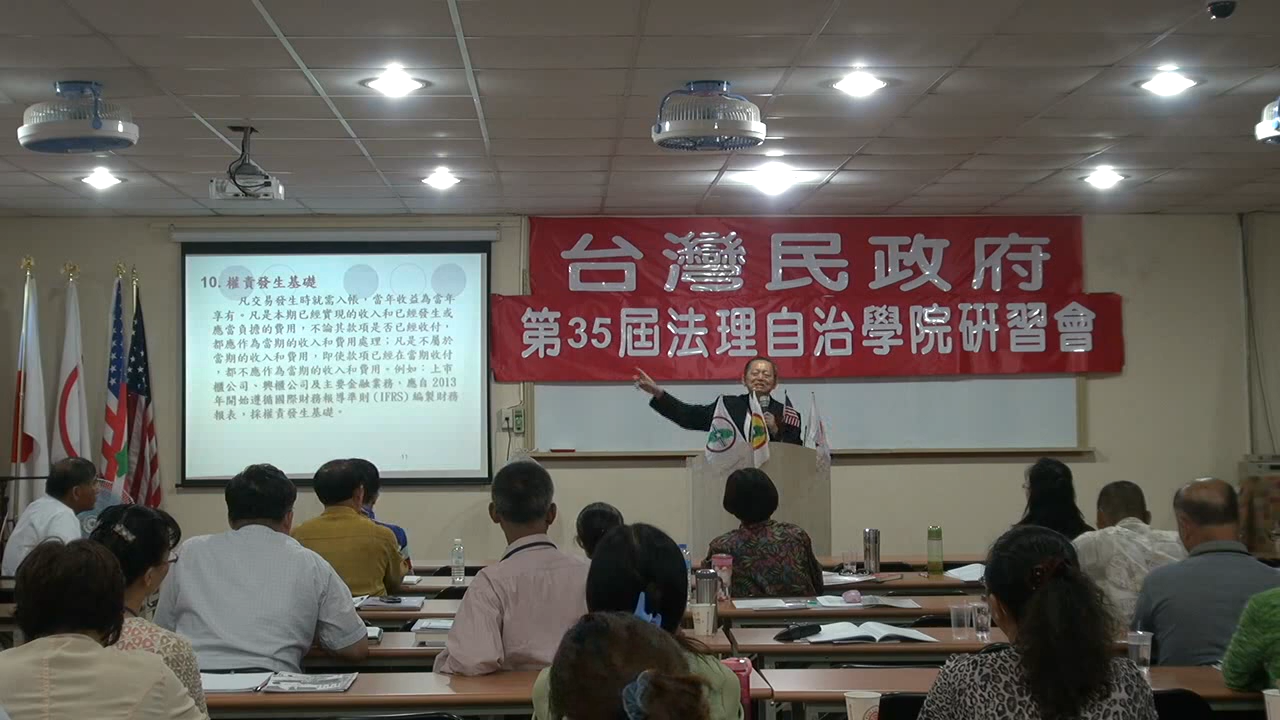 台灣民政府
第35屆法理自治學院研習會
10. 權責發生基礎
凡交易發生時就需入帳，當年收益為當年
享有。凡是本期已經實現的收入和已經發生或
應當負擔的費用，不論其款項是否已經收付，
都應作為當期的收入和費用處理；凡是不屬於
當期的收入和費用，即使款項已經在當期收付
，都不應作為當期的收入和費用。例如：上市
櫃公司、興櫃公司及主要金融業務，應自2013
年開始遵循國際財務報導準則(IFRS)編製財務
報表，採權責發生基礎。
11